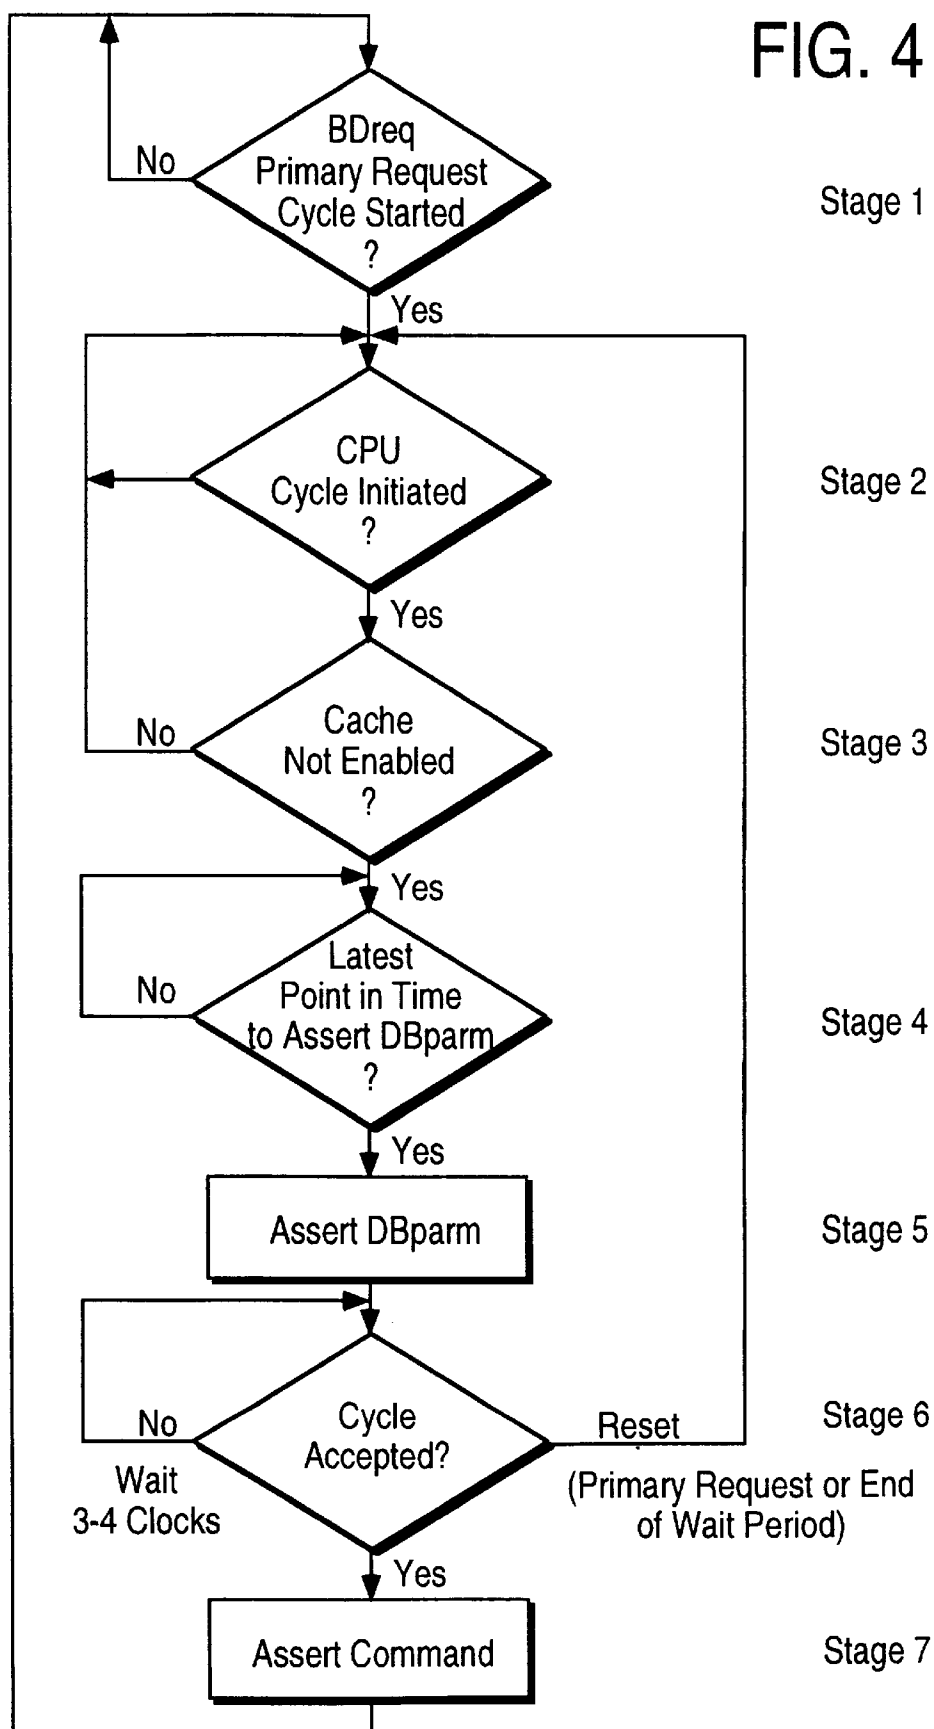 FIG. 4
BDreq
Primary Request
Cycle Started
?
No
Stage 1
Yes
CPU
Cycle Initiated
?
Stage 2
Yes
Cache
Not Enabled
?
No
Stage 3
Yes
Latest
Point in Time
to Assert DBparm
?
No
Stage 4
Yes
Assert DBparm
Stage 5
Cycle
Accepted?
No
Wait
3-4 Clocks
Reset
(Primary Request or End
of Wait Period)
Stage 6
Yes
Assert Command
Stage 7